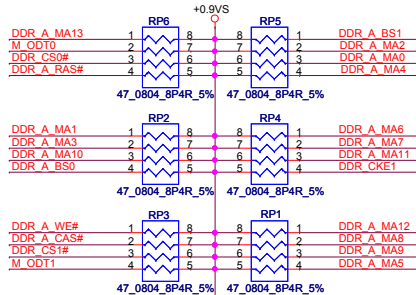 +0.9VS
RP6 RP5
DDR_A_MA13 1 8 8 1 DDR_A_BS1
M_ODT0 2 7 7 2 DDR_A_MA2
DDR_CS0# 3 6 6 3 DDR_A_MA0
DDR_A_RAS# 4 5 5 4 DDR_A_MA4
47_0804_8P4R_5% 47_0804_8P4R_5%
RP2 RP4
DDR_A_MA1 1 8 8 1 DDR_A_MA6
DDR_A_MA3 2 7 7 2 DDR_A_MA7
DDR_A_MA10 3 6 6 3 DDR_A_MA11
DDR_A_BS0 4 5 5 4 DDR_CKE1
47_0804_8P4R_5% 47_0804_8P4R_5%
RP3 RP1
DDR_A_WE# 1 8 8 1 DDR_A_MA12
DDR_A_CAS# 2 7 7 2 DDR_A_MA8
DDR_CS1# 3 6 6 3 DDR_A_MA9
M_ODT1 4 5 5 4 DDR_A_MA5
47_0804_8P4R_5% 47_0804_8P4R_5%